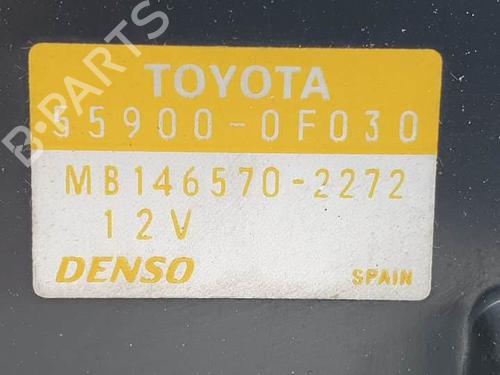 TOYOTA
55900-0F030
MB146570-2272
12V
DENSO SPAIN
B-PARTS